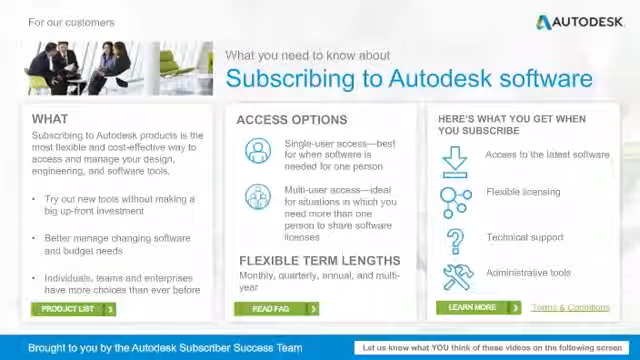 For our customers
AUTODESK
What you need to know about
Subscribing to Autodesk software
WHAT
Subscribing to Autodesk products is the
most flexible and cost-effective way to
access and manage your design,
engineering, and software tools.
• Try out new tools without making a
big up-front investment
• Better manage changing software
and budget needs
• Individuals, teams and enterprises
have more choices than ever before
PRODUCT LIST
ACCESS OPTIONS
Single-user access—best
for when software is
needed for one person
Multi-user access—ideal
for situations in which you
need more than one
person to share software
licenses
FLEXIBLE TERM LENGTHS
Monthly, quarterly, annual, and multi-
year
READ FAQ
HERE'S WHAT YOU GET WHEN
YOU SUBSCRIBE
Access to the latest software
Flexible licensing
Technical support
Administrative tools
LEARN MORE
Terms & Conditions
Brought to you by the Autodesk Subscriber Success Team
Let us know what YOU think of these videos on the following screen